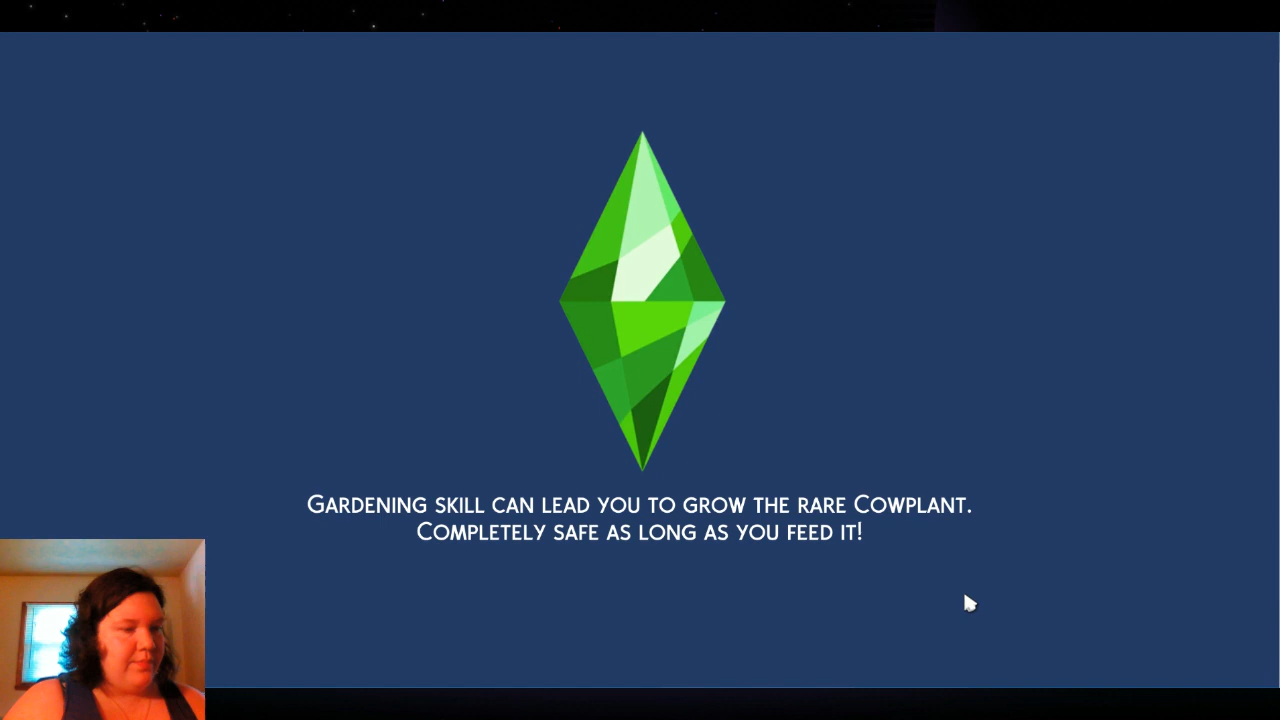 Gardening skill can lead you to grow the rare Cowplant.
Completely safe as long as you feed it!